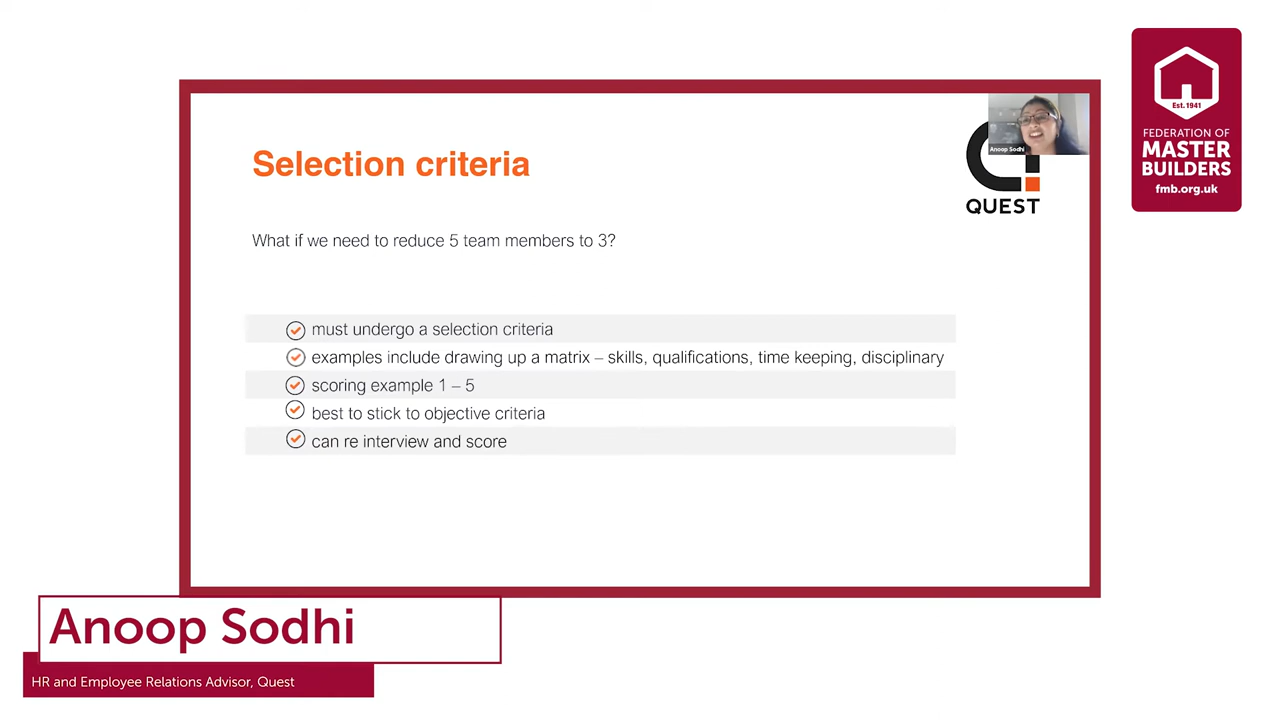 Selection criteria
What if we need to reduce 5 team members to 3?
must undergo a selection criteria
examples include drawing up a matrix – skills, qualifications, time keeping, disciplinary
scoring example 1 – 5
best to stick to objective criteria
can re interview and score
Anoop Sodhi
QUEST
Est. 1941
FEDERATION OF
MASTER
BUILDERS
fmb.org.uk
Anoop Sodhi
HR and Employee Relations Advisor, Quest